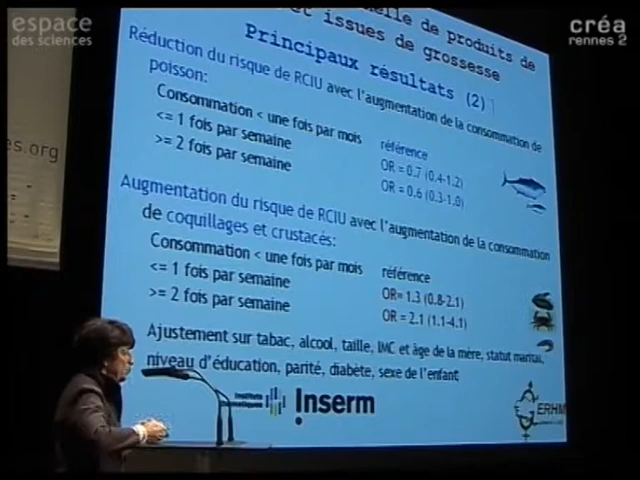 espace
des sciences
créa
rennes 2
es.org
elle de produits de
et issues de grossesse
Principaux résultats (2)
Réduction du risque de RCIU avec l'augmentation de la consommation de
poisson:
Consommation < une fois par mois référence
<= 1 fois par semaine OR = 0.7 (0.4-1.2)
>= 2 fois par semaine OR = 0.6 (0.3-1.0)
Augmentation du risque de RCIU avec l'augmentation de la consommation
de coquillages et crustacés:
Consommation < une fois par mois référence
<= 1 fois par semaine OR= 1.3 (0.8-2.1)
>= 2 fois par semaine OR = 2.1 (1.1-4.1)
Ajustement sur tabac, alcool, taille, IMC et âge de la mère, statut marital,
niveau d'éducation, parité, diabète, sexe de l'enfant
Instituts
Inserm
GERHM